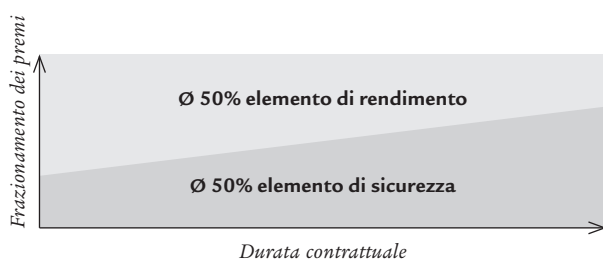 Frazionamento dei premi
Ø 50% elemento di rendimento
Ø 50% elemento di sicurezza
Durata contrattuale